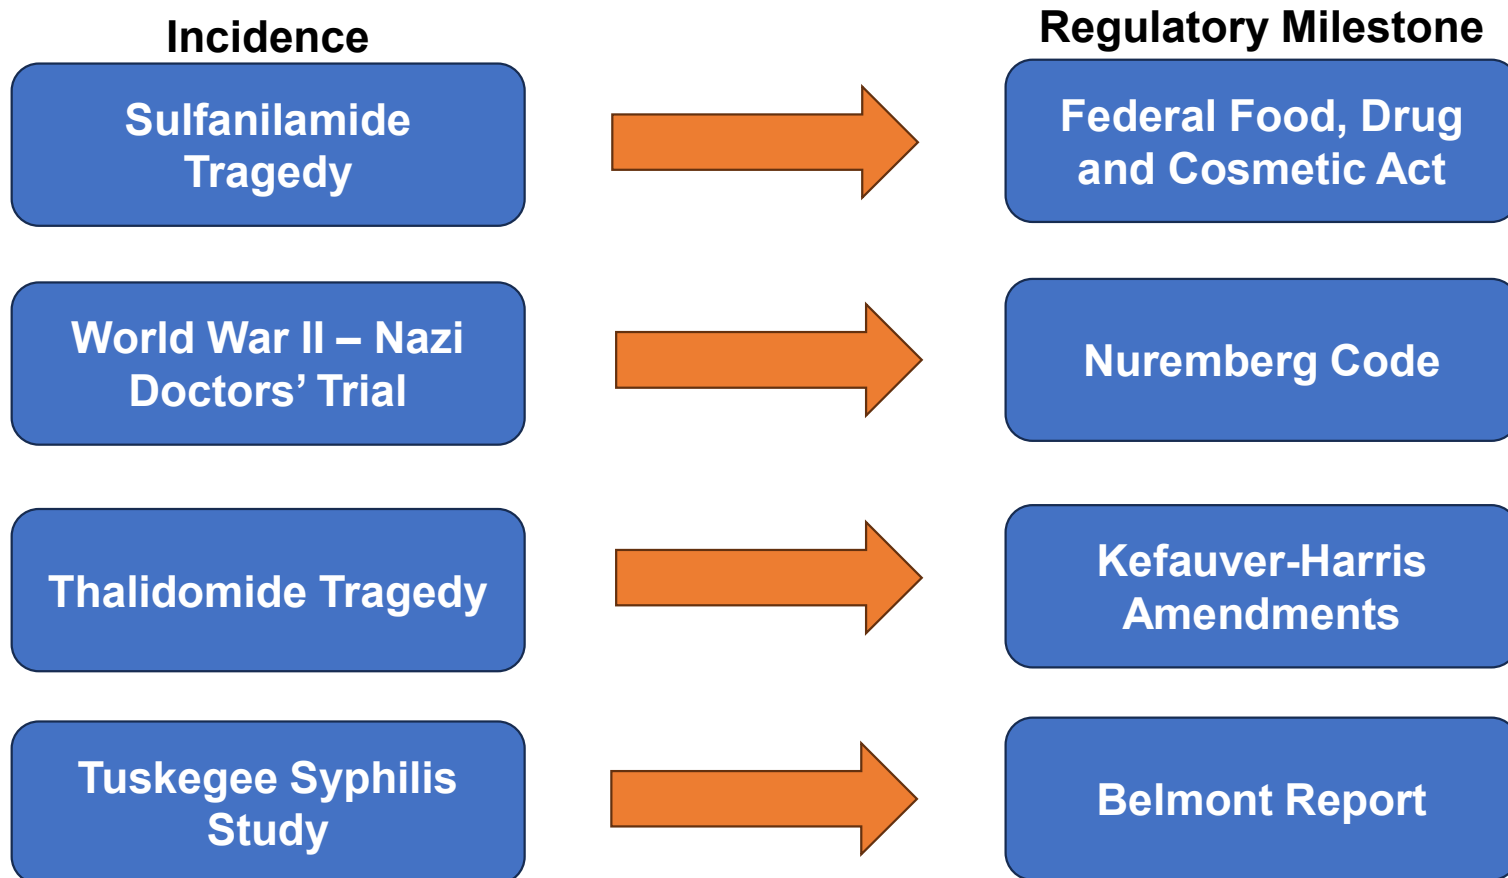 Incidence
Regulatory Milestone
Sulfanilamide
Tragedy
Federal Food, Drug
and Cosmetic Act
World War II – Nazi
Doctors’ Trial
Nuremberg Code
Thalidomide Tragedy
Kefauver-Harris
Amendments
Tuskegee Syphilis
Study
Belmont Report